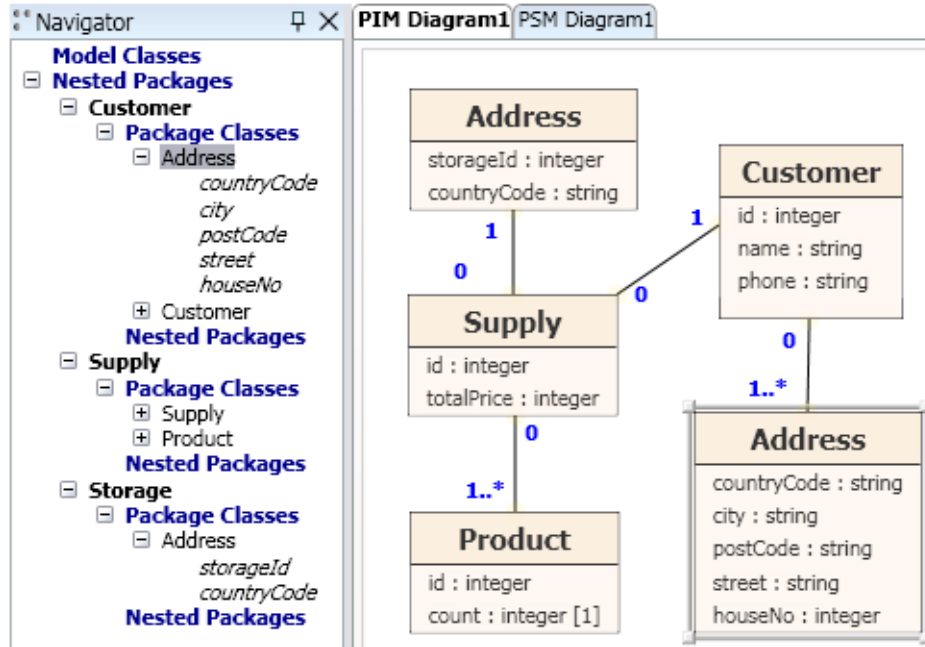 Navigator
Model Classes
Nested Packages
Customer
Package Classes
Address
countryCode
city
postCode
street
houseNo
Customer
Nested Packages
Supply
Package Classes
Supply
Product
Nested Packages
Storage
Package Classes
Address
storageId
countryCode
Nested Packages
PIM Diagram1
PSM Diagram1
Address
storageId : integer
countryCode : string
1
0
Customer
id : integer
name : string
phone : string
1
0
Supply
id : integer
totalPrice : integer
0
1..*
0
1..*
Product
id : integer
count : integer [1]
Address
countryCode : string
city : string
postCode : string
street : string
houseNo : integer